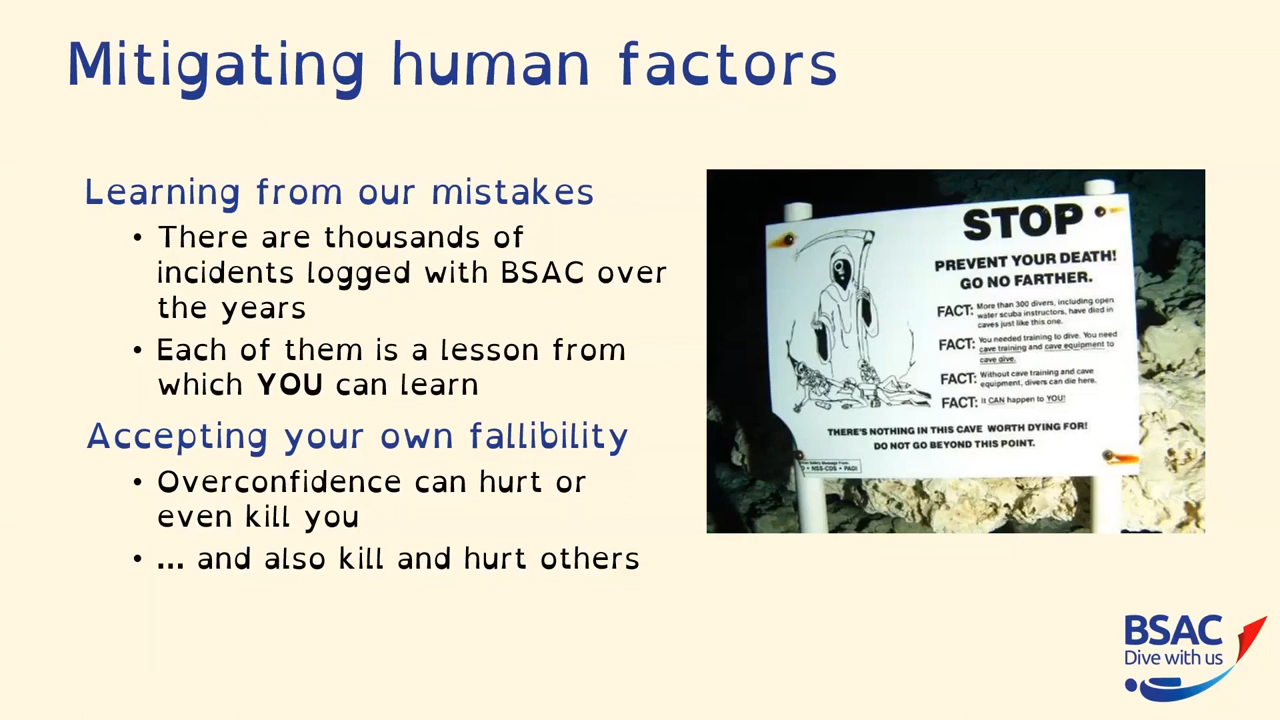 Mitigating human factors
Learning from our mistakes
• There are thousands of
incidents logged with BSAC over
the years
• Each of them is a lesson from
which YOU can learn
Accepting your own fallibility
• Overconfidence can hurt or
even kill you
• ... and also kill and hurt others
STOP
PREVENT YOUR DEATH!
GO NO FARTHER.
FACT: More than 300 divers, including open
water scuba instructors, have died in
caves just like this one.
FACT: You needed training to dive. You need
cave training and cave equipment to
cave dive.
FACT: Without cave training and cave
equipment, divers can die here.
FACT: It CAN happen to YOU!
THERE'S NOTHING IN THIS CAVE WORTH DYING FOR!
DO NOT GO BEYOND THIS POINT.
Safety Message From:
• NSS-CDS • PADI
BSAC
Dive with us